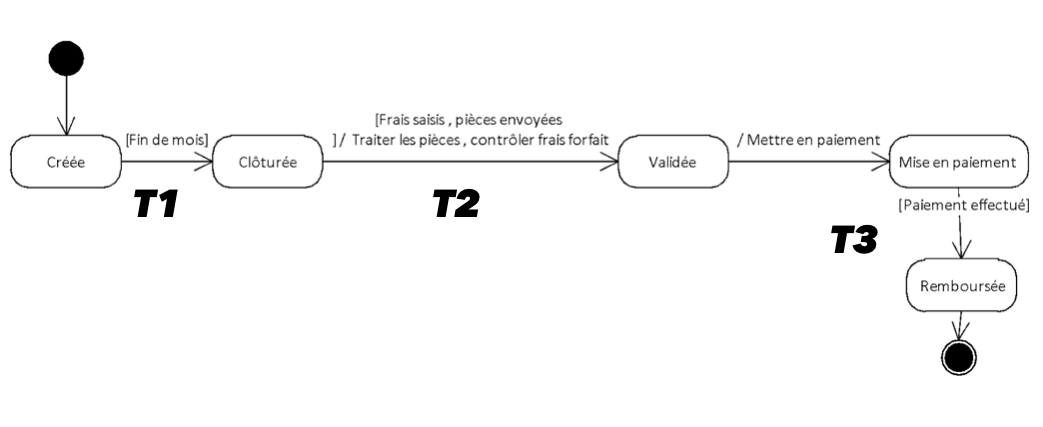 [Frais saisis , pièces envoyées
[Fin de mois]
] / Traiter les pièces , contrôler frais forfait
/ Mettre en paiement
Créée
Clôturée
Validée
Mise en paiement
T1
T2
[Paiement effectué]
T3
Remboursée